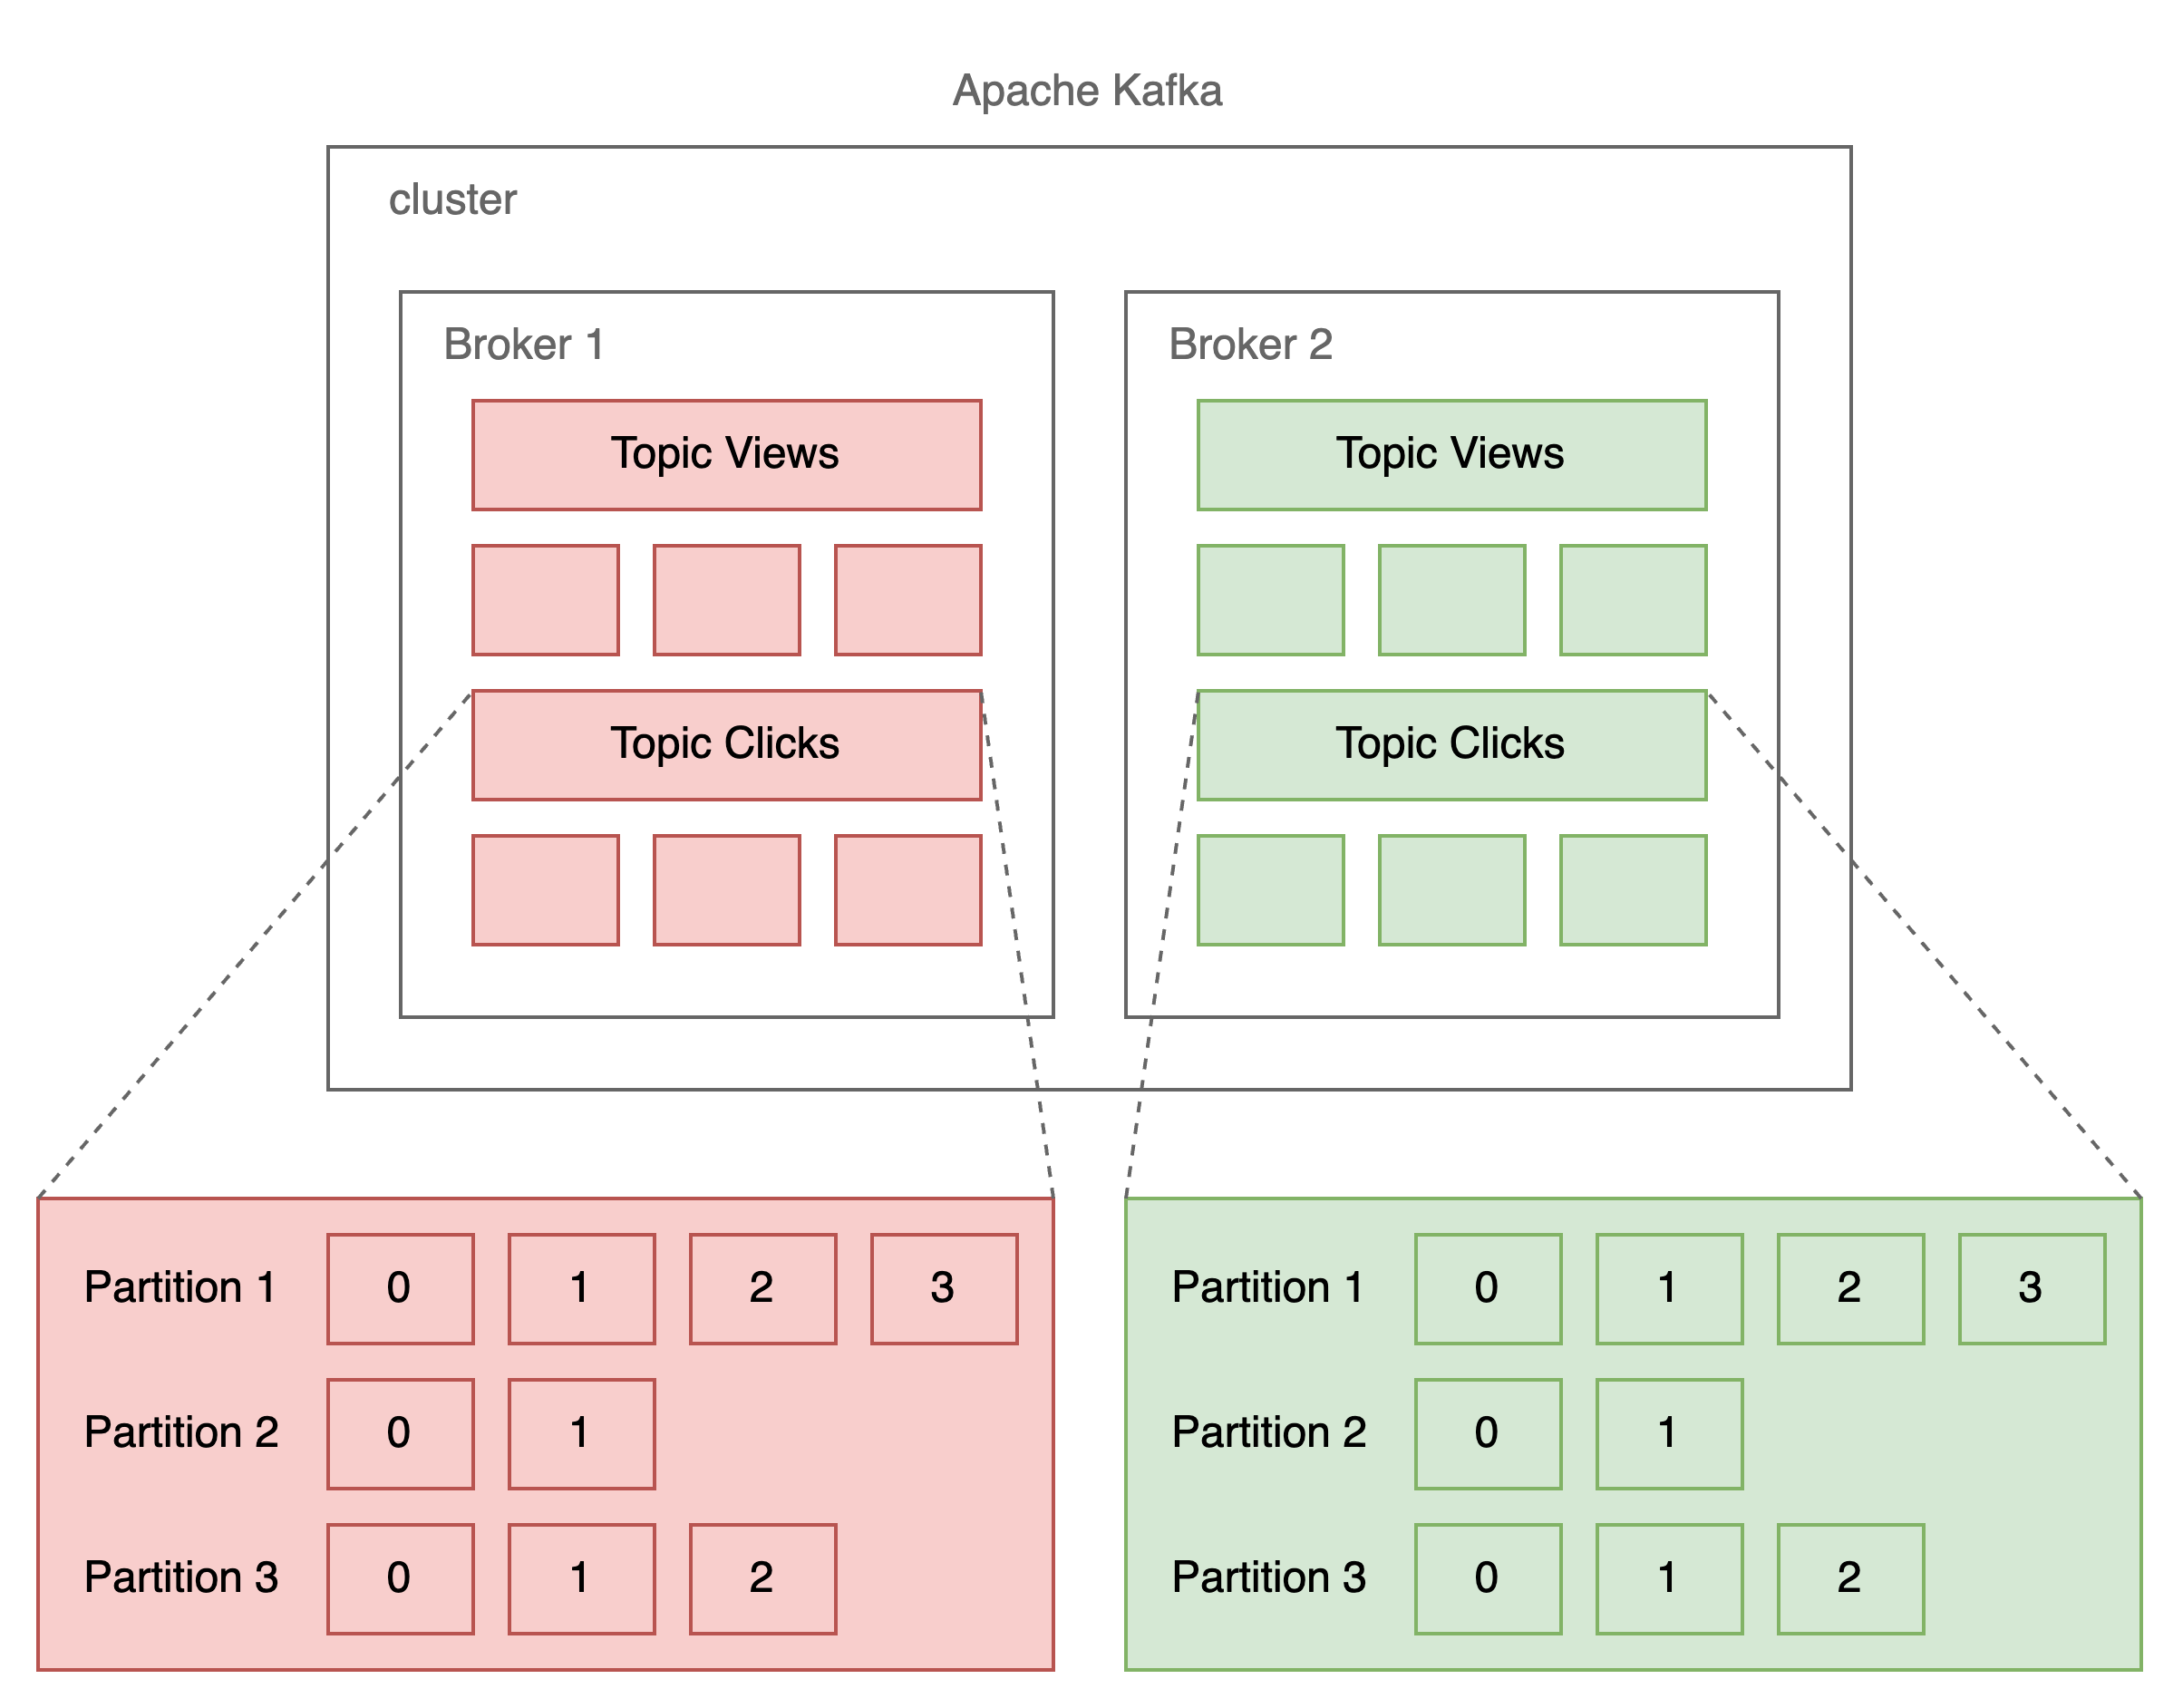 Apache Kafka
cluster
Broker 1
Topic Views
Topic Clicks
Broker 2
Topic Views
Topic Clicks
Partition 1 0 1 2 3
Partition 2 0 1
Partition 3 0 1 2
Partition 1 0 1 2 3
Partition 2 0 1
Partition 3 0 1 2